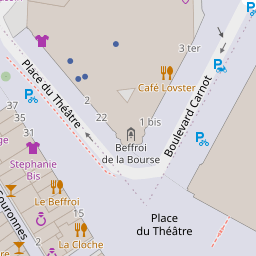 3 ter
Place du Théâtre
Café Lovster
Boulevard Carnot
2
22
1 bis
37
35
Beffroi
de la Bourse
Stephanie
Bis
Le Beffroi
Place
du Théâtre
15
La Cloche